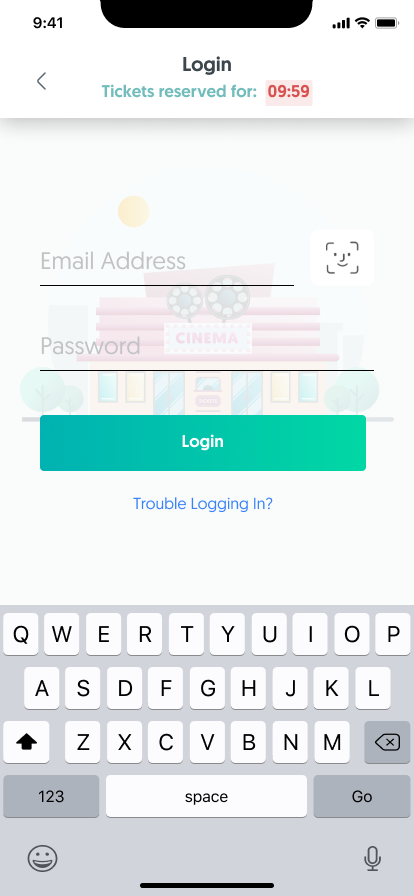 9:41
Login
Tickets reserved for: 09:59
Email Address
CINEMA
Password
Login
Trouble Logging In?
Q W E R T Y U I O P
A S D F G H J K L
Z X C V B N M
123 space Go